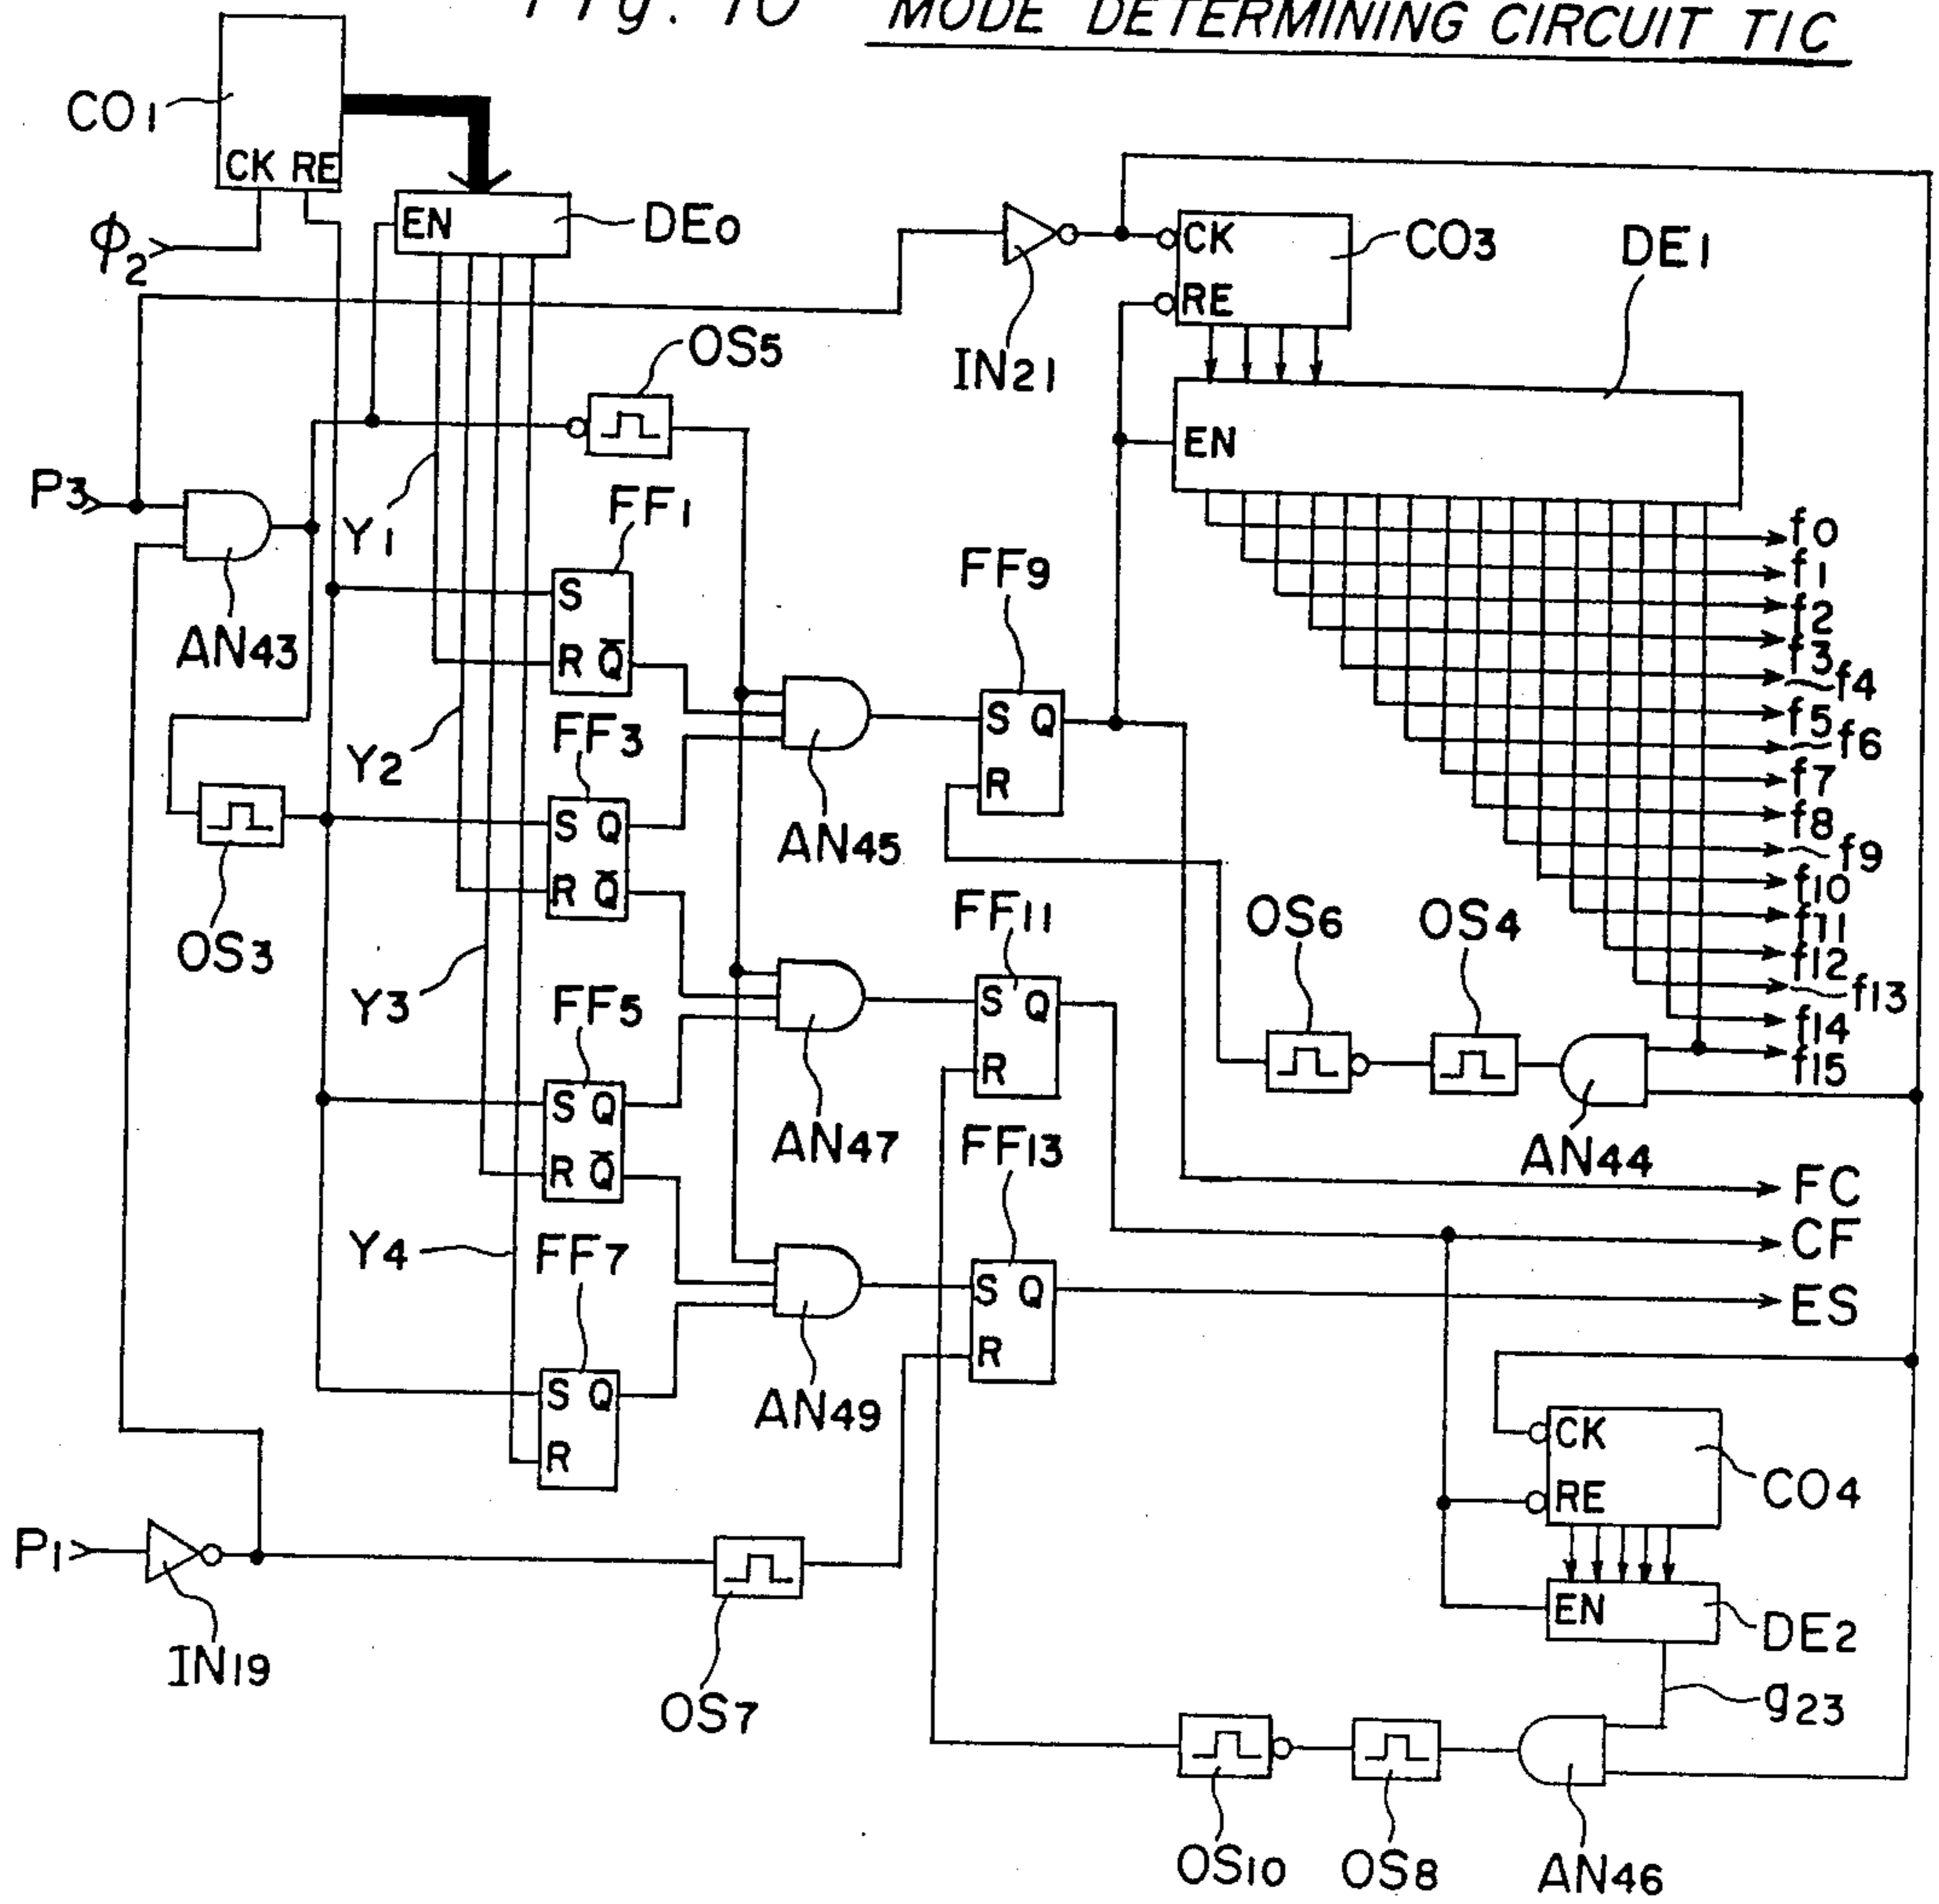 Fig. 10 MODE DETERMINING CIRCUIT TIC
CO1
CK RE
ϕ2
EN
DE0
CK
RE
CO3
DE1
IN21
OS5
EN
P3
Y1
FF1
S
R Q̄
AN43
FF9
S Q
R
f0
f1
f2
f3
f4
f5
f6
f7
f8
f9
f10
f11
f12
f13
f14
f15
Y2
FF3
S Q
R Q̄
AN45
OS3
FF11
S Q
R
OS6
OS4
AN44
Y3
FF5
S Q
R Q̄
AN47
FF13
S Q
R
FC
CF
ES
Y4
FF7
S Q
R
AN49
CK
RE
CO4
EN
DE2
g23
P1
IN19
OS7
OS10
OS8
AN46